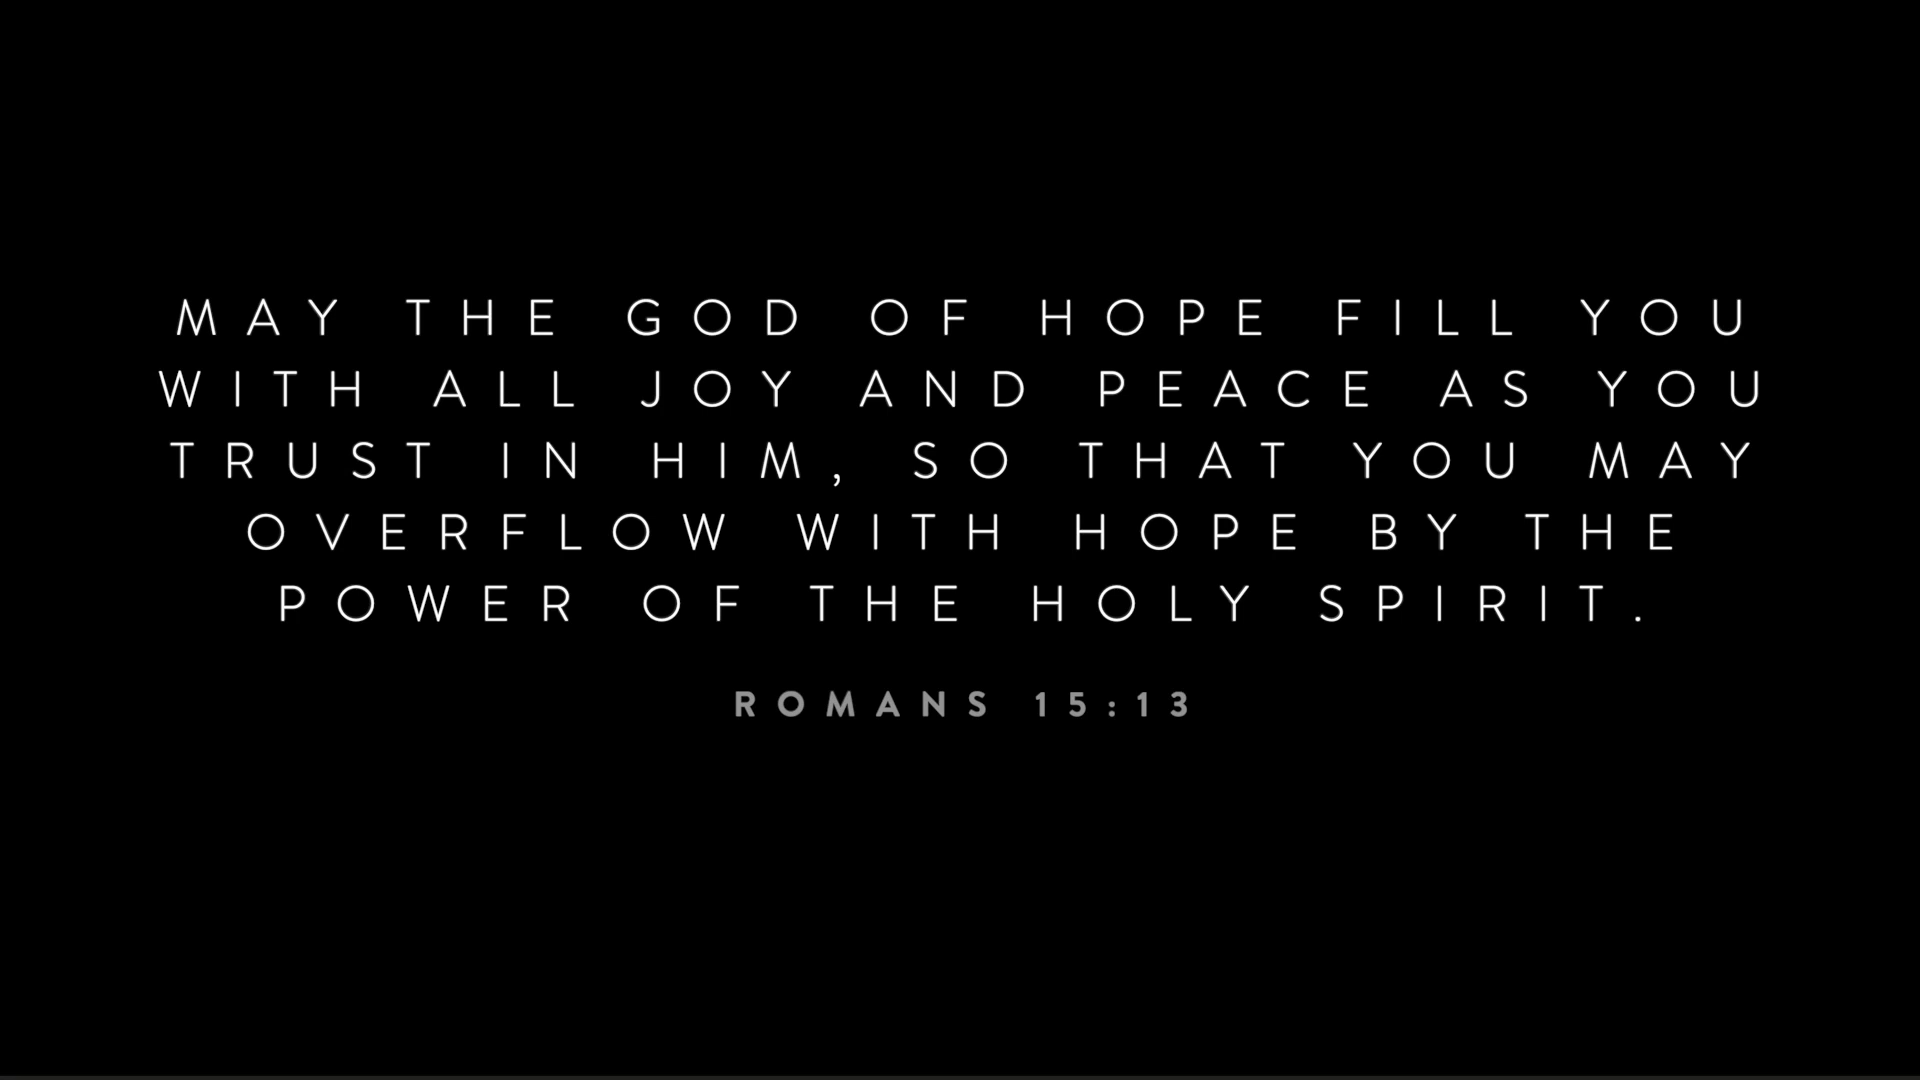 MAY THE GOD OF HOPE FILL YOU
WITH ALL JOY AND PEACE AS YOU
TRUST IN HIM, SO THAT YOU MAY
OVERFLOW WITH HOPE BY THE
POWER OF THE HOLY SPIRIT.
ROMANS 15:13